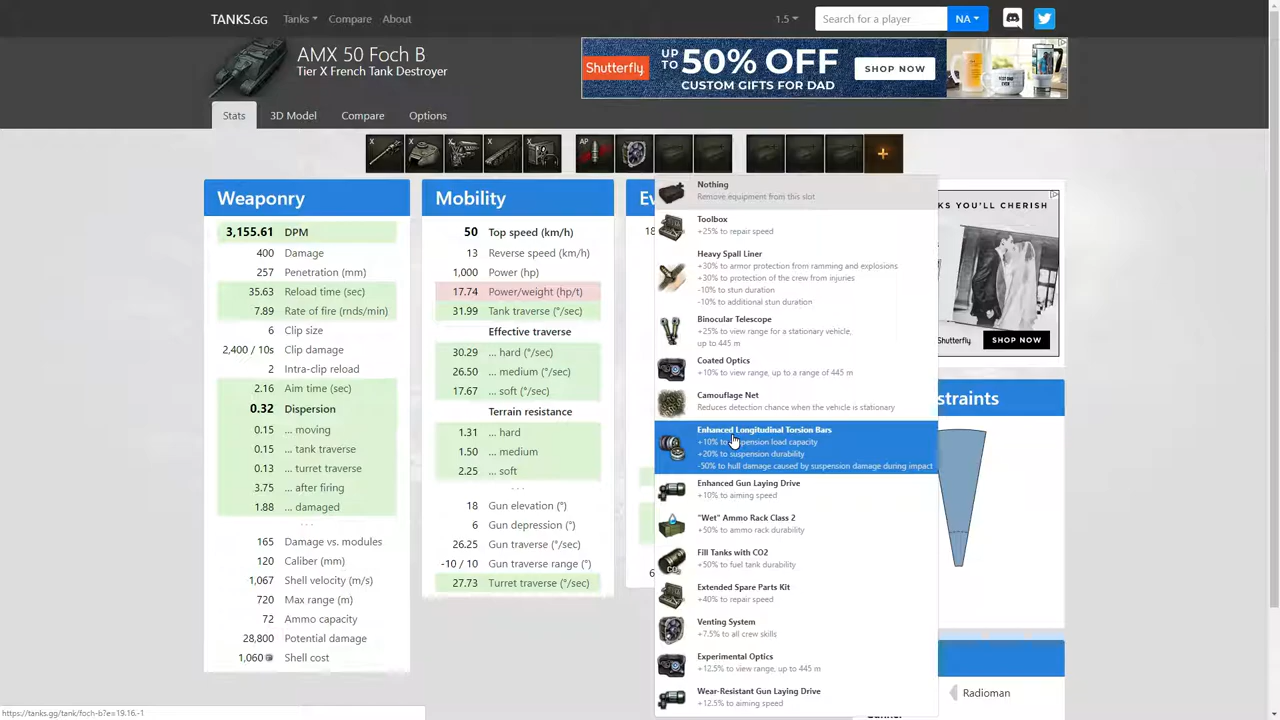 TANKS.GG Tanks Compare About 1.5 Search for a player NA
AMX 50 Foch B
Tier X French Tank Destroyer
Shutterfly UP TO 50% OFF SHOP NOW
CUSTOM GIFTS FOR DAD
Stats 3D Model Compare Options
X X X X X AP
Weaponry
3,155.61 DPM
400 Damage
257 Penetration (mm)
35.63 Reload time (sec)
7.89 Rate of fire (rnds/min)
6 Clip size
2,400 / 10s Clip damage
2 Intra-clip reload
2.16 Aim time (sec)
0.32 Dispersion
0.15 ... moving
0.15 ... tank traverse
0.13 ... turret traverse
3.75 ... after firing
1.88 ... damaged
...
165 Damage vs. modules
120 Caliber (mm)
1,067 Shell velocity (m/s)
720 Max range (m)
72 Ammo capacity
28,800 Potential damage
1,060 Shell cost
Mobility
50 Top speed (km/h)
13 Reverse speed (km/h)
1,000 Power (hp)
17.74 Power/weight (hp/t)
31.99 Tank traverse (°/sec)
Effective traverse
30.29 ... hard (°/sec)
26.50 ... medium (°/sec)
17.67 ... soft (°/sec)
Terrain resistance
1.31 ... hard
1.50 ... medium
2.25 ... soft
...
18 Gun elevation (°)
6 Gun depression (°)
26.25 Gun traverse (°/sec)
-10 / 10 Gun traverse range (°)
27.73 Turret traverse (°/sec)
Ev
18
6
Nothing
Remove equipment from this slot
Toolbox
+25% to repair speed
Heavy Spall Liner
+30% to armor protection from ramming and explosions
+30% to protection of the crew from injuries
-10% to stun duration
-10% to additional stun duration
Binocular Telescope
+25% to view range for a stationary vehicle,
up to 445 m
Coated Optics
+10% to view range, up to a range of 445 m
Camouflage Net
Reduces detection chance when the vehicle is stationary
Enhanced Longitudinal Torsion Bars
+10% to suspension load capacity
+20% to suspension durability
-50% to hull damage caused by suspension damage during impact
Enhanced Gun Laying Drive
+10% to aiming speed
"Wet" Ammo Rack Class 2
+50% to ammo rack durability
Fill Tanks with CO2
+50% to fuel tank durability
Extended Spare Parts Kit
+40% to repair speed
Venting System
+7.5% to all crew skills
Experimental Optics
+12.5% to view range, up to 445 m
Wear-Resistant Gun Laying Drive
+12.5% to aiming speed
KS YOU'LL CHERISH
Shutterfly SHOP NOW
straints
Radioman
https://tanks.gg/tank/foch-b?e=19.16.-1